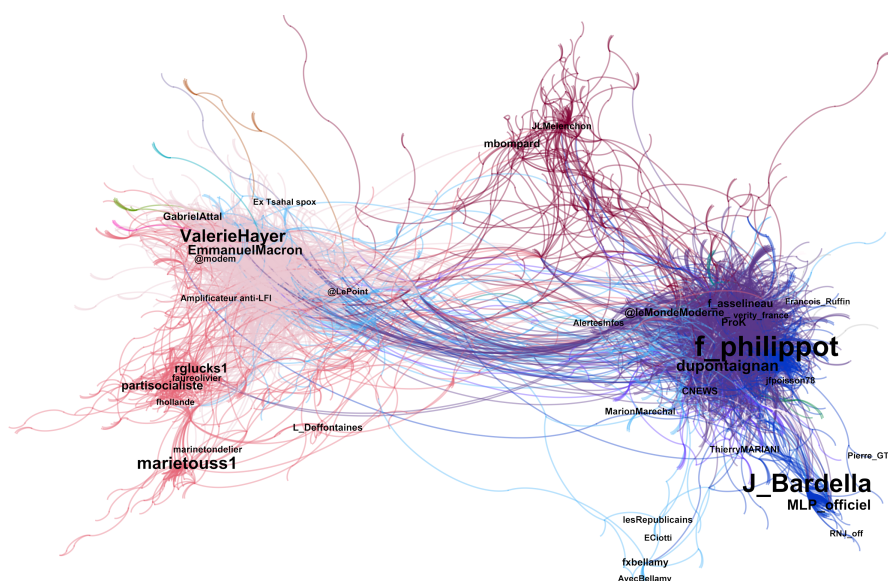 JLMelenchon
mbompard
Ex Tsahal spox
GabrielAttal
ValerieHayer
EmmanuelMacron
@modem
@LePoint
Amplificateur anti-LFI
f_asselineau
Francois_Ruffin
@leMondeModerne
verity_france
AlertesInfos
ProK
f_philippot
dupontaignan
rglucks1
faureolivier
partisocialiste
jfpoisson78
CNEWS
fhollande
MarionMarechal
L_Deffontaines
marinetondelier
ThierryMARIANI
Pierre_GT
marietouss1
J_Bardella
MLP_officiel
lesRepublicains
RNJ_off
ECiotti
fxbellamy
AvecBellamy